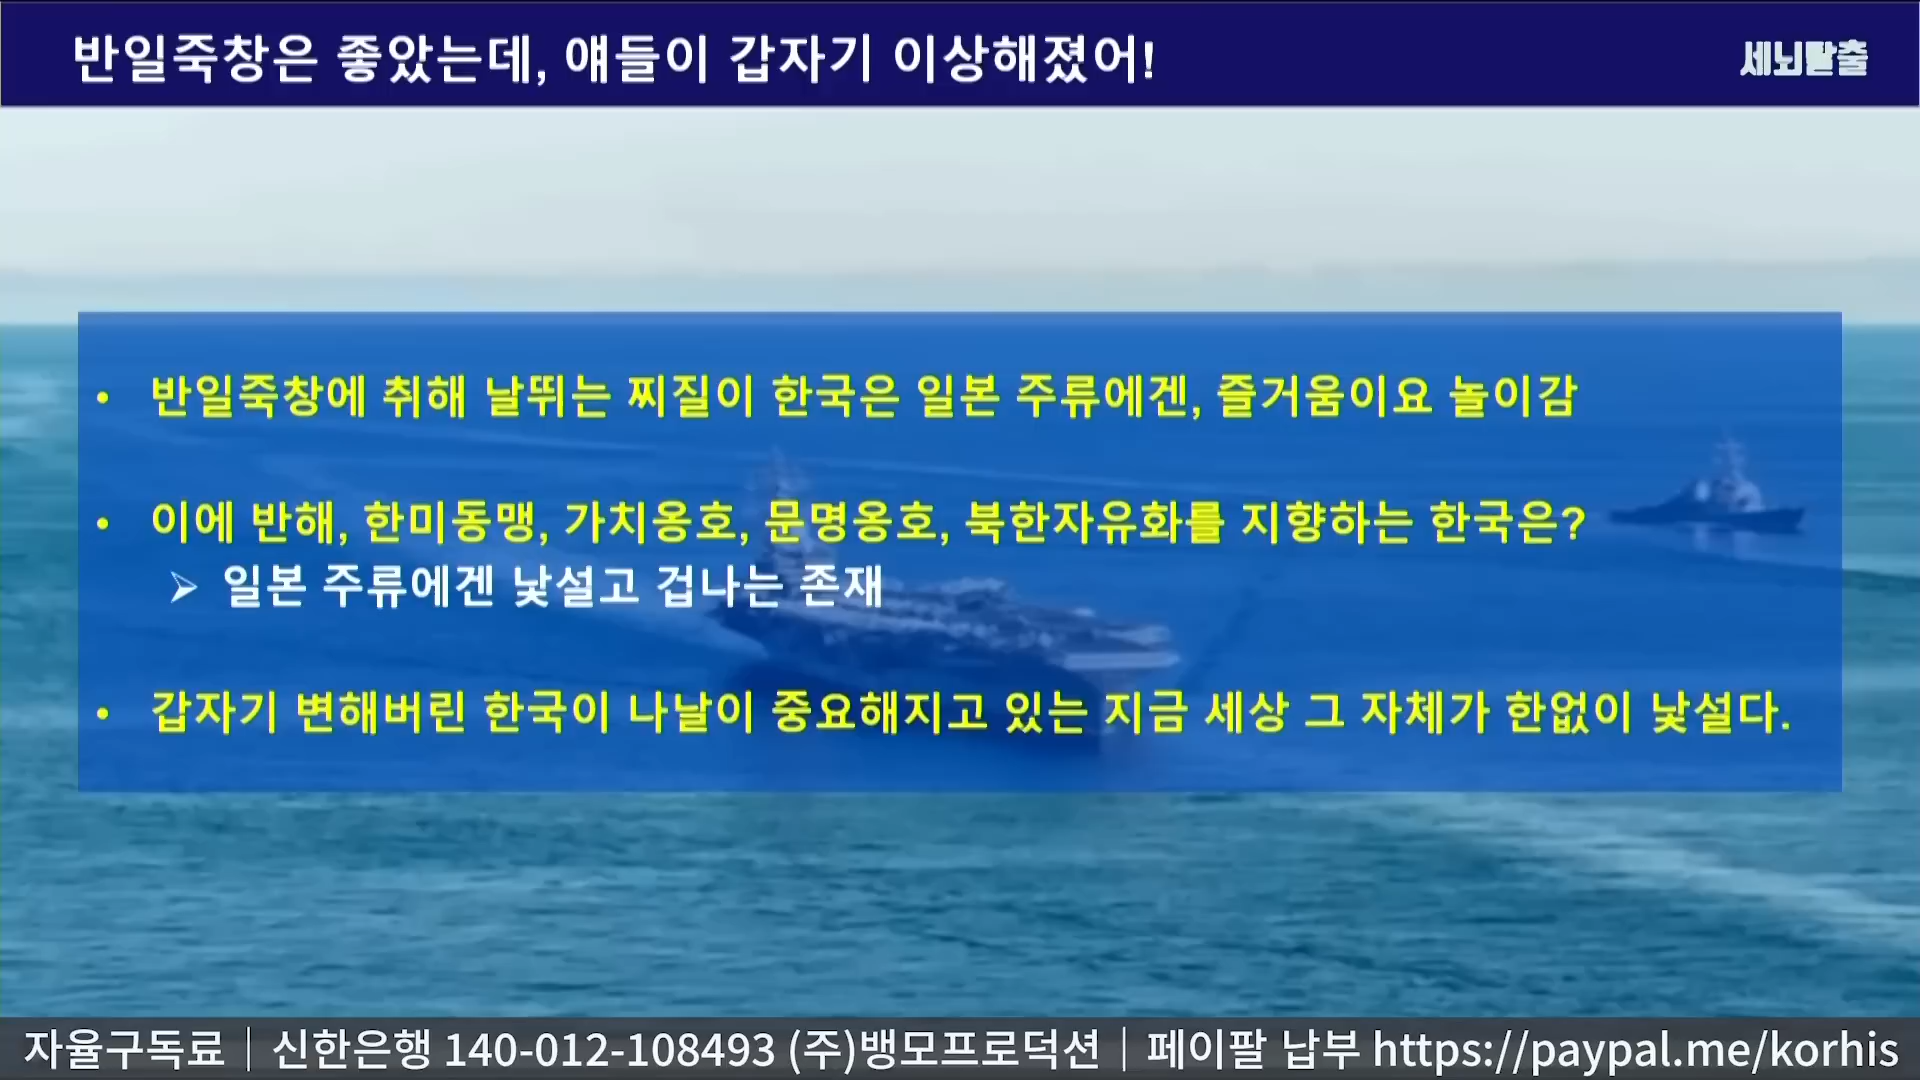 반일죽창은 좋았는데, 얘들이 갑자기 이상해졌어!
세뇌탈출
• 반일죽창에 취해 날뛰는 찌질이 한국은 일본 주류에겐, 즐거움이요 놀이감
• 이에 반해, 한미동맹, 가치옹호, 문명옹호, 북한자유화를 지향하는 한국은?
➢ 일본 주류에겐 낯설고 겁나는 존재
• 갑자기 변해버린 한국이 나날이 중요해지고 있는 지금 세상 그 자체가 한없이 낯설다.
자율구독료│신한은행 140-012-108493 (주)뱅모프로덕션│페이팔 납부 https://paypal.me/korhis